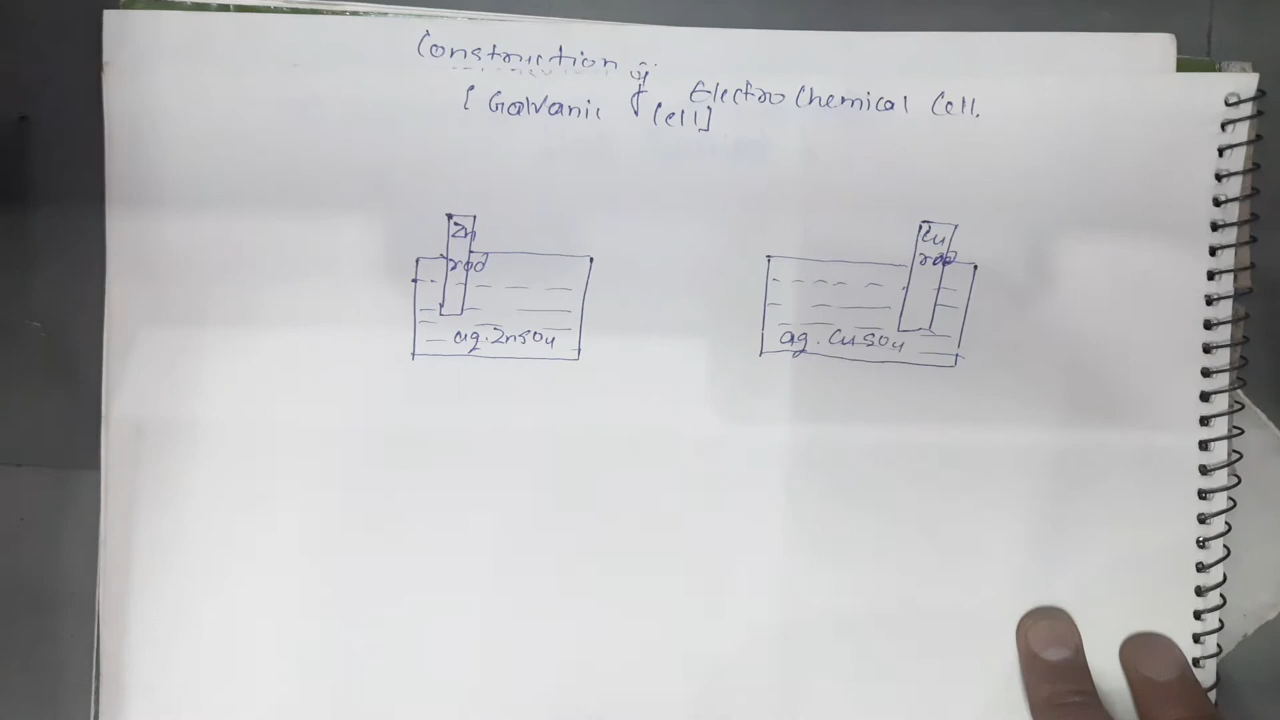 Construction of Electro Chemical Cell.
[Galvanic Cell]
Zn
rod
aq. ZnSO4
Cu
rod
aq. CuSO4